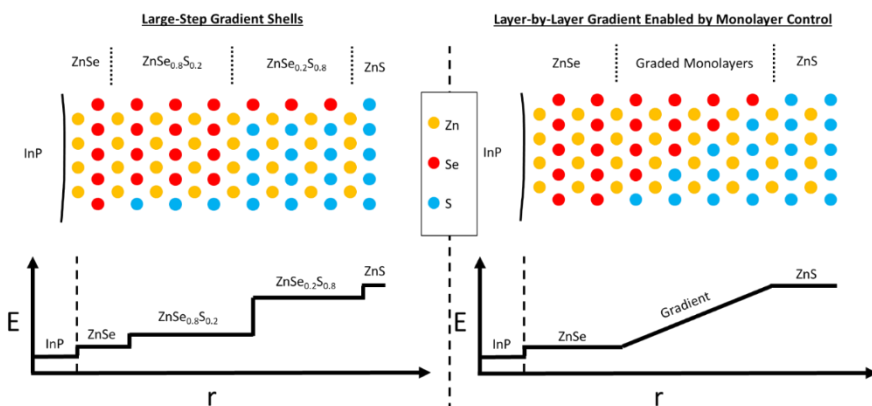 Large-Step Gradient Shells
ZnSe
ZnSe0.8S0.2
ZnSe0.2S0.8
ZnS
InP
E
InP
ZnSe
ZnSe0.8S0.2
ZnSe0.2S0.8
ZnS
r
Zn
Se
S
Layer-by-Layer Gradient Enabled by Monolayer Control
ZnSe
Graded Monolayers
ZnS
InP
E
InP
ZnSe
Gradient
ZnS
r